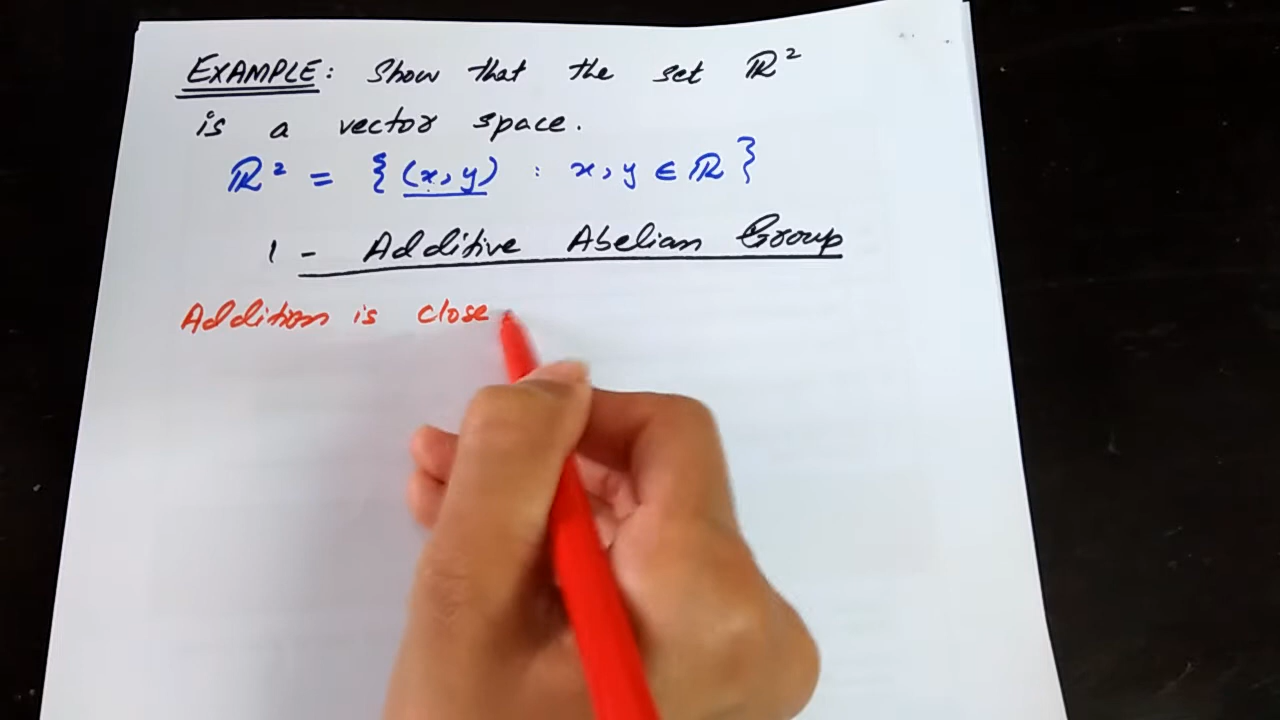 EXAMPLE: Show that the set ℝ²
is a vector space.
ℝ² = {(x,y) : x,y ∈ ℝ}
1 - Additive Abelian Group
Addition is close